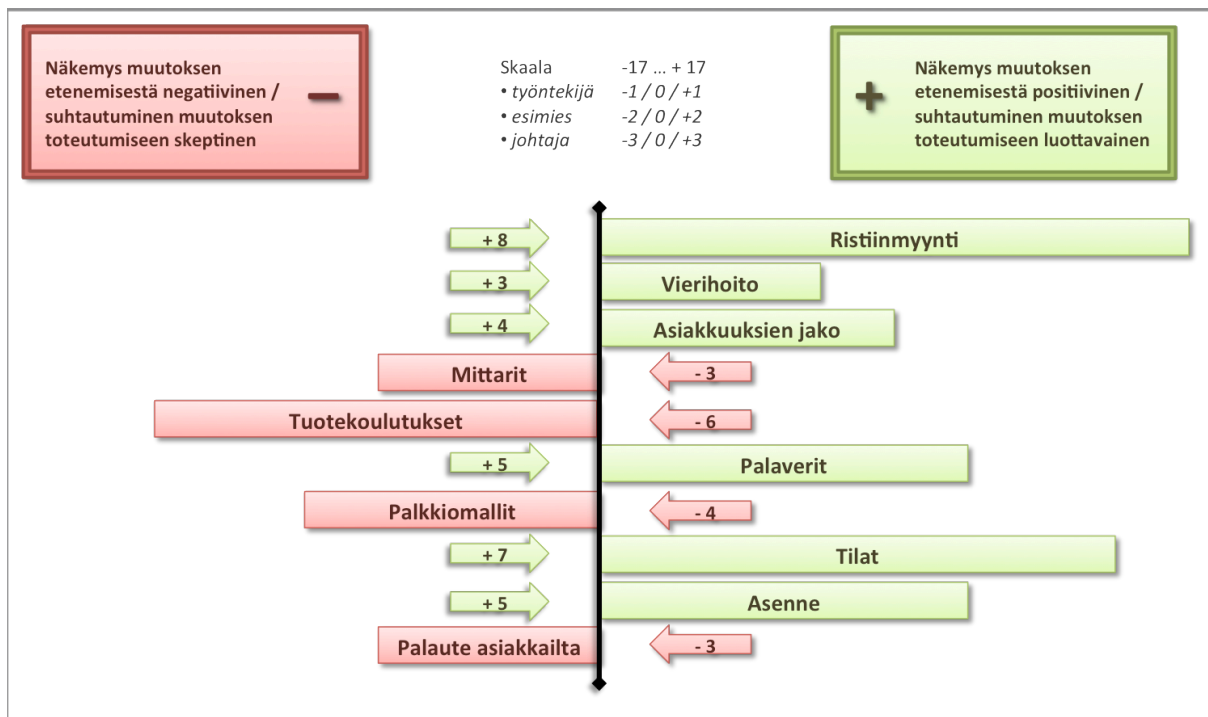 Näkemys muutoksen
etenemisestä negatiivinen /
suhtautuminen muutoksen
toteutumiseen skeptinen
−
Skaala -17 ... + 17
• työntekijä -1 / 0 / +1
• esimies -2 / 0 / +2
• johtaja -3 / 0 / +3
+
Näkemys muutoksen
etenemisestä positiivinen /
suhtautuminen muutoksen
toteutumiseen luottavainen
+ 8 Ristiinmyynti
+ 3 Vierihoito
+ 4 Asiakkuuksien jako
Mittarit - 3
Tuotekoulutukset - 6
+ 5 Palaverit
Palkkiomallit - 4
+ 7 Tilat
+ 5 Asenne
Palaute asiakkailta - 3